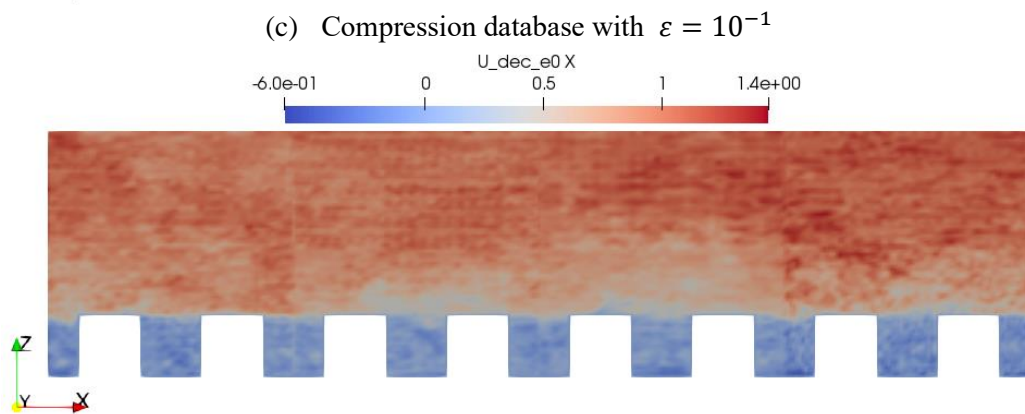 (c) Compression database with ε = 10⁻¹
U_dec_e0 X
-6.0e-01 0 0.5 1 1.4e+00
Z
Y X